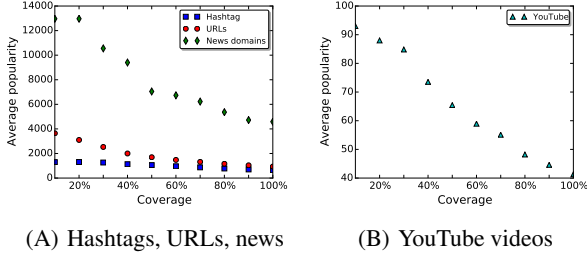 14000
12000
10000
8000
6000
4000
2000
0
Average popularity
Hashtag
URLs
News domains
20% 40% 60% 80% 100%
Coverage
(A) Hashtags, URLs, news
100
90
80
70
60
50
40
Average popularity
YouTube
20% 40% 60% 80% 100%
Coverage
(B) YouTube videos